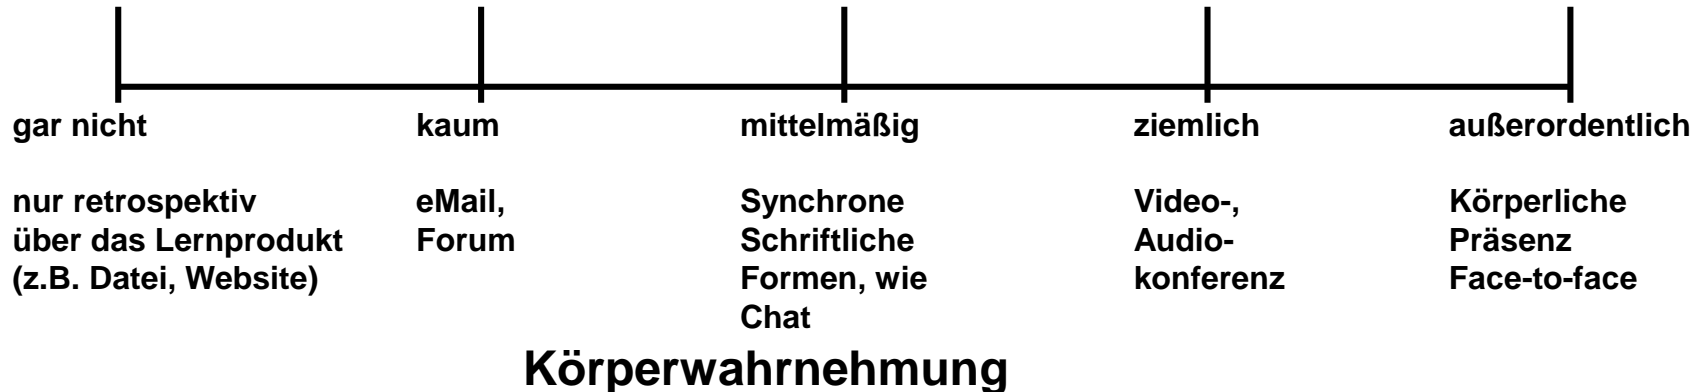 gar nicht
kaum
mittelmäßig
ziemlich
außerordentlich
nur retrospektiv
über das Lernprodukt
(z.B. Datei, Website)
eMail,
Forum
Synchrone
Schriftliche
Formen, wie
Chat
Video-,
Audio-
konferenz
Körperliche
Präsenz
Face-to-face
Körperwahrnehmung